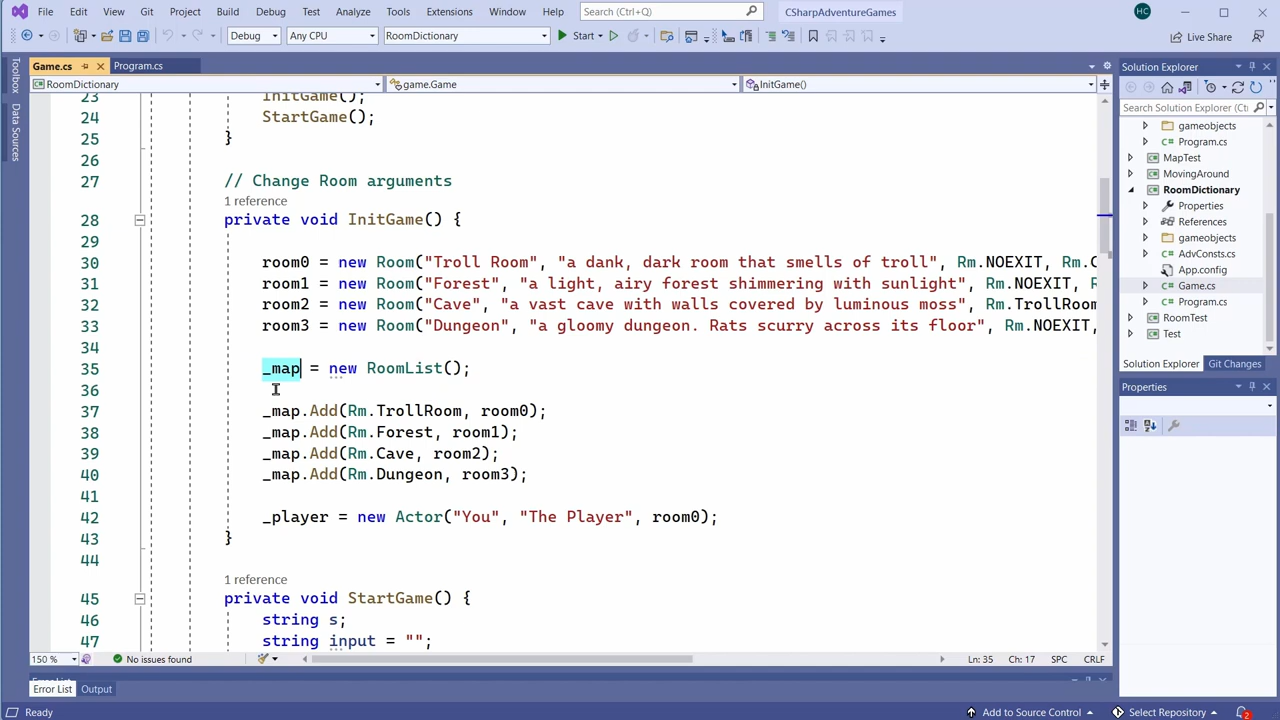 File Edit View Git Project Build Debug Test Analyze Tools Extensions Window Help Search (Ctrl+Q) CSharpAdventureGames HC
Debug Any CPU RoomDictionary Start Live Share
Toolbox
Data Sources
Game.cs Program.cs
RoomDictionary game.Game InitGame()
23 InitGame();
24 StartGame();
25 }
26
27 // Change Room arguments
1 reference
28 private void InitGame() {
29
30 room0 = new Room("Troll Room", "a dank, dark room that smells of troll", Rm.NOEXIT, Rm.C
31 room1 = new Room("Forest", "a light, airy forest shimmering with sunlight", Rm.NOEXIT, R
32 room2 = new Room("Cave", "a vast cave with walls covered by luminous moss", Rm.TrollRoom
33 room3 = new Room("Dungeon", "a gloomy dungeon. Rats scurry across its floor", Rm.NOEXIT,
34
35 _map = new RoomList();
36
37 _map.Add(Rm.TrollRoom, room0);
38 _map.Add(Rm.Forest, room1);
39 _map.Add(Rm.Cave, room2);
40 _map.Add(Rm.Dungeon, room3);
41
42 _player = new Actor("You", "The Player", room0);
43 }
44
1 reference
45 private void StartGame() {
46 string s;
47 string input = "";
150 % No issues found Ln: 35 Ch: 17 SPC CRLF
Error List Output
Solution Explorer
Search Solution Explorer (Ctrl
gameobjects
C# Program.cs
MapTest
MovingAround
RoomDictionary
Properties
References
gameobjects
C# AdvConsts.cs
App.config
C# Game.cs
C# Program.cs
RoomTest
Test
Solution Explorer Git Changes
Properties
Ready Add to Source Control Select Repository 2